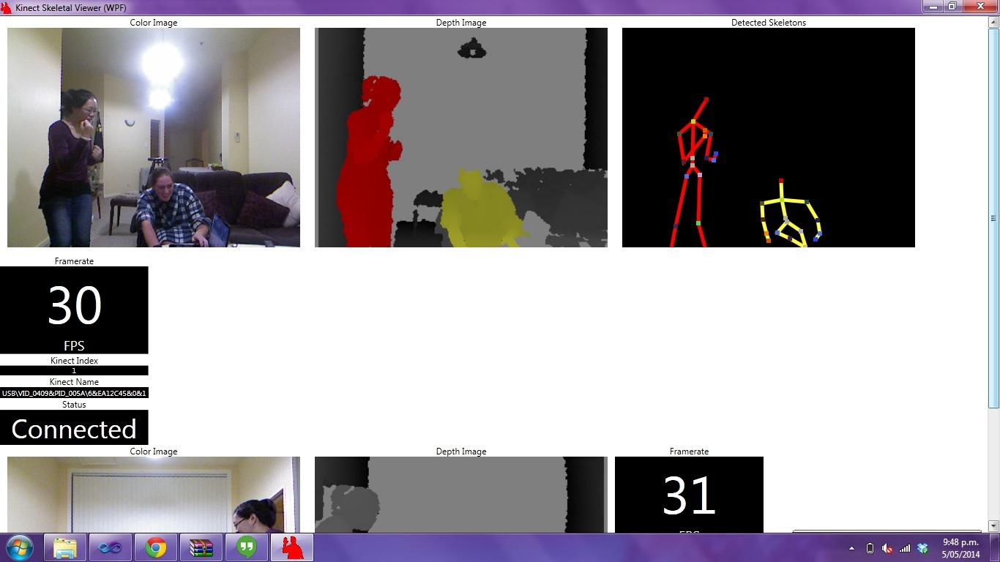 Kinect Skeletal Viewer (WPF)
Color Image
Depth Image
Detected Skeletons
Framerate
30
FPS
Kinect Index
1
Kinect Name
USB\VID_0409&PID_005A\6&EA12C45&0&1
Status
Connected
Color Image
Depth Image
Framerate
31
FPS
9:48 p.m.
5/05/2014